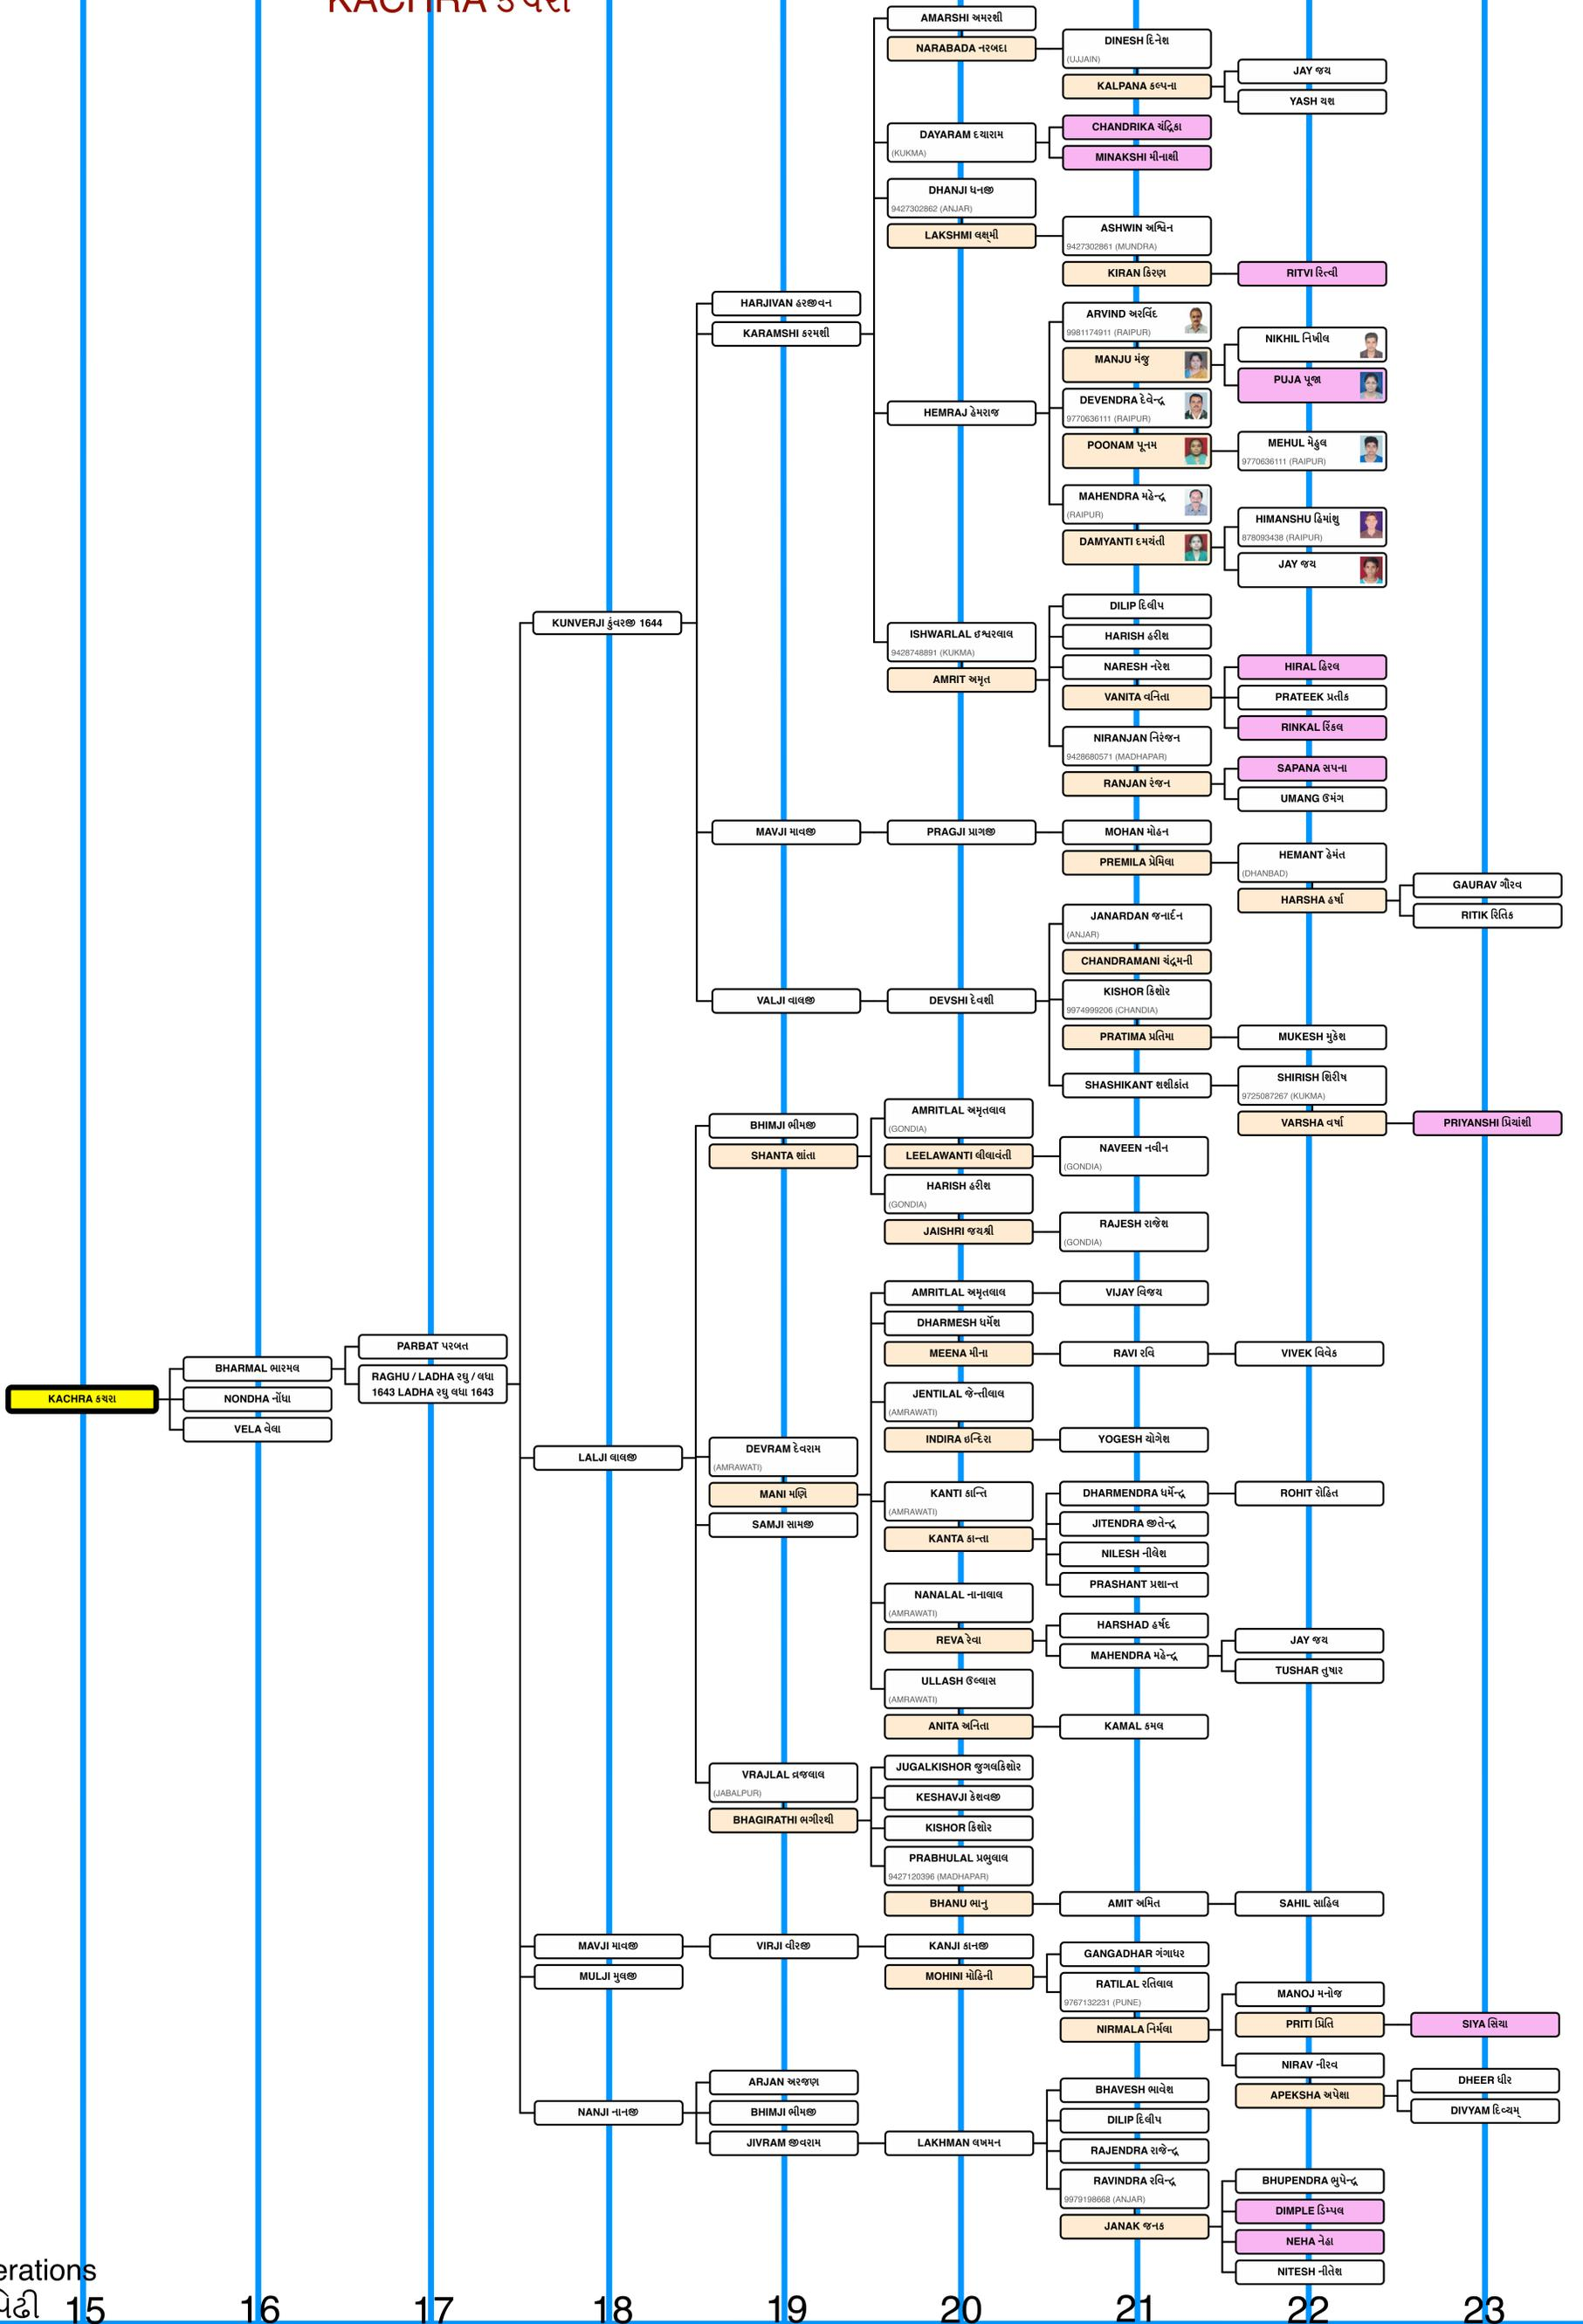 KACHRA કચરા
AMARSHI અમરશી
NARABADA નરબદા
DINESH દિનેશ
(UJJAIN)
KALPANA કલ્પના
JAY જય
YASH યશ
DAYARAM દયારામ
(KUKMA)
CHANDRIKA ચંદ્રિકા
MINAKSHI મીનાક્ષી
DHANJI ધનજી
9427302862 (ANJAR)
LAKSHMI લક્ષ્મી
ASHWIN અશ્વિન
9427302861 (MUNDRA)
KIRAN કિરણ
RITVI રિત્વી
HARJIVAN હરજીવન
KARAMSHI કરમશી
ARVIND અરવિંદ
9981174911 (RAIPUR)
MANJU મંજુ
NIKHIL નિખીલ
PUJA પૂજા
HEMRAJ હેમરાજ
DEVENDRA દેવેન્દ્ર
9770636111 (RAIPUR)
POONAM પૂનમ
MEHUL મેહુલ
9770636111 (RAIPUR)
MAHENDRA મહેન્દ્ર
(RAIPUR)
DAMYANTI દમયંતી
HIMANSHU હિમાંશુ
878093438 (RAIPUR)
JAY જય
KUNVERJI કુંવરજી 1644
ISHWARLAL ઈશ્વરલાલ
9428748891 (KUKMA)
AMRIT અમૃત
DILIP દિલીપ
HARISH હરીશ
NARESH નરેશ
VANITA વનિતા
HIRAL હિરલ
PRATEEK પ્રતીક
RINKAL રિંકલ
NIRANJAN નિરંજન
9428680571 (MADHAPAR)
RANJAN રંજન
SAPANA સપના
UMANG ઉમંગ
MAVJI માવજી
PRAGJI પ્રાગજી
MOHAN મોહન
PREMILA પ્રેમિલા
HEMANT હેમંત
(DHANBAD)
HARSHA હર્ષા
GAURAV ગૌરવ
RITIK રિતિક
VALJI વાલજી
DEVSHI દેવશી
JANARDAN જનાર્દન
(ANJAR)
CHANDRAMANI ચંદ્રમની
KISHOR કિશોર
9974999206 (CHANDIA)
PRATIMA પ્રતિમા
MUKESH મુકેશ
SHASHIKANT શશીકાંત
SHIRISH શિરીષ
9725087267 (KUKMA)
VARSHA વર્ષા
PRIYANSHI પ્રિયાંશી
BHIMJI ભીમજી
SHANTA શાંતા
AMRITLAL અમૃતલાલ
(GONDIA)
LEELAWANTI લીલાવંતી
NAVEEN નવીન
(GONDIA)
HARISH હરીશ
(GONDIA)
JAISHRI જયશ્રી
RAJESH રાજેશ
(GONDIA)
AMRITLAL અમૃતલાલ
VIJAY વિજય
DHARMESH ધર્મેશ
MEENA મીના
RAVI રવિ
VIVEK વિવેક
KACHRA કચરા
BHARMAL ભારમલ
NONDHA નોંધા
VELA વેલા
PARBAT પરબત
RAGHU / LADHA રઘુ / લધા
1643 LADHA રઘુ લધા 1643
JENTILAL જેન્તીલાલ
(AMRAWATI)
INDIRA ઇન્દિરા
YOGESH યોગેશ
LALJI લાલજી
DEVRAM દેવરામ
(AMRAWATI)
MANI મણિ
SAMJI સામજી
KANTI કાન્તિ
(AMRAWATI)
KANTA કાન્તા
DHARMENDRA ધર્મેન્દ્ર
ROHIT રોહિત
JITENDRA જીતેન્દ્ર
NILESH નીલેશ
PRASHANT પ્રશાન્ત
NANALAL નાનાલાલ
(AMRAWATI)
REVA રેવા
HARSHAD હર્ષદ
MAHENDRA મહેન્દ્ર
JAY જય
TUSHAR તુષાર
ULLASH ઉલ્લાસ
(AMRAWATI)
ANITA અનિતા
KAMAL કમલ
VRAJLAL વ્રજલાલ
(JABALPUR)
BHAGIRATHI ભગીરથી
JUGALKISHOR જુગલકિશોર
KESHAVJI કેશવજી
KISHOR કિશોર
PRABHULAL પ્રભુલાલ
9427120396 (MADHAPAR)
BHANU ભાનુ
AMIT અમિત
SAHIL સાહિલ
MAVJI માવજી
VIRJI વીરજી
KANJI કાનજી
MOHINI મોહિની
MULJI મુલજી
GANGADHAR ગંગાધર
RATILAL રતિલાલ
9767132231 (PUNE)
NIRMALA નિર્મલા
MANOJ મનોજ
PRITI પ્રિતિ
SIYA સિયા
NIRAV નીરવ
APEKSHA અપેક્ષા
DHEER ધીર
DIVYAM દિવ્યમ્
NANJI નાનજી
ARJAN અરજણ
BHIMJI ભીમજી
JIVRAM જીવરામ
LAKHMAN લખમન
BHAVESH ભાવેશ
DILIP દિલીપ
RAJENDRA રાજેન્દ્ર
RAVINDRA રવિન્દ્ર
9979198668 (ANJAR)
JANAK જનક
BHUPENDRA ભુપેન્દ્ર
DIMPLE ડિમ્પલ
NEHA નેહા
NITESH નીતેશ
erations
પેઢી 15 16 17 18 19 20 21 22 23